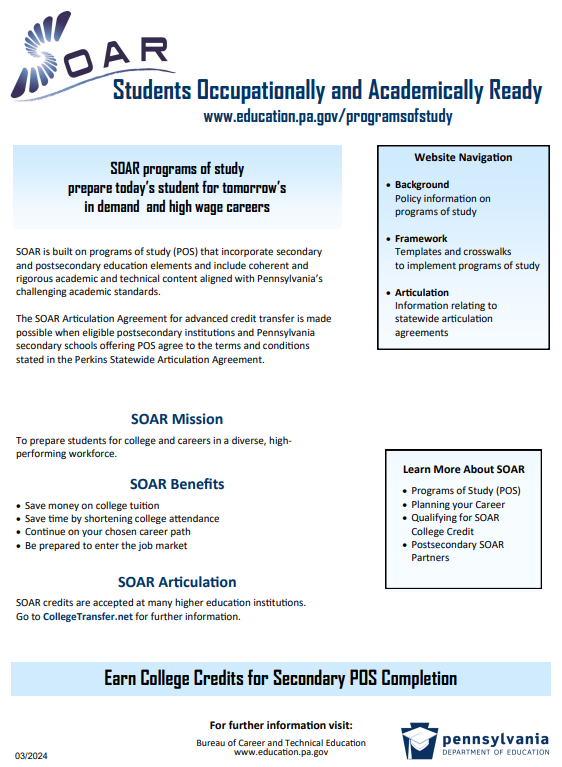 SOAR
Students Occupationally and Academically Ready
www.education.pa.gov/programsofstudy
SOAR programs of study
prepare today's student for tomorrow's
in demand and high wage careers
SOAR is built on programs of study (POS) that incorporate secondary
and postsecondary education elements and include coherent and
rigorous academic and technical content aligned with Pennsylvania's
challenging academic standards.
The SOAR Articulation Agreement for advanced credit transfer is made
possible when eligible postsecondary institutions and Pennsylvania
secondary schools offering POS agree to the terms and conditions
stated in the Perkins Statewide Articulation Agreement.
Website Navigation
• Background
Policy information on
programs of study
• Framework
Templates and crosswalks
to implement programs of study
• Articulation
Information relating to
statewide articulation
agreements
SOAR Mission
To prepare students for college and careers in a diverse, high-
performing workforce.
SOAR Benefits
• Save money on college tuition
• Save time by shortening college attendance
• Continue on your chosen career path
• Be prepared to enter the job market
SOAR Articulation
SOAR credits are accepted at many higher education institutions.
Go to CollegeTransfer.net for further information.
Learn More About SOAR
• Programs of Study (POS)
• Planning your Career
• Qualifying for SOAR
College Credit
• Postsecondary SOAR
Partners
Earn College Credits for Secondary POS Completion
For further information visit:
Bureau of Career and Technical Education
www.education.pa.gov
pennsylvania
DEPARTMENT OF EDUCATION
03/2024